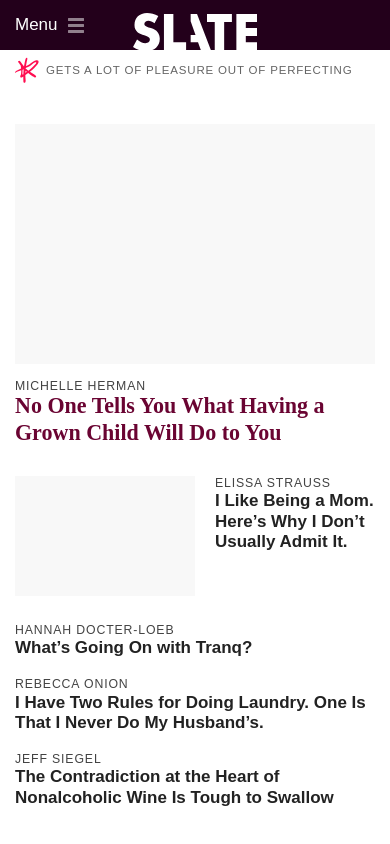 Menu
SLATE
GETS A LOT OF PLEASURE OUT OF PERFECTING
MICHELLE HERMAN
No One Tells You What Having a
Grown Child Will Do to You
ELISSA STRAUSS
I Like Being a Mom.
Here’s Why I Don’t
Usually Admit It.
HANNAH DOCTER-LOEB
What’s Going On with Tranq?
REBECCA ONION
I Have Two Rules for Doing Laundry. One Is
That I Never Do My Husband’s.
JEFF SIEGEL
The Contradiction at the Heart of
Nonalcoholic Wine Is Tough to Swallow